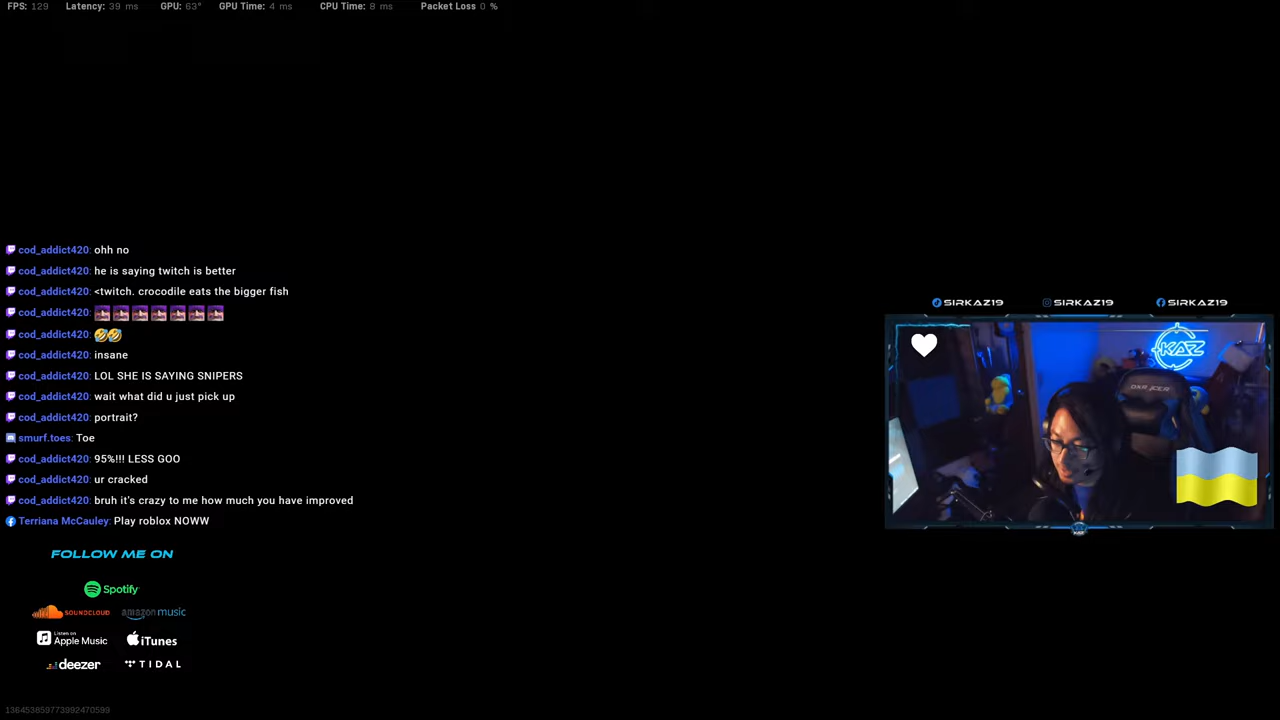 FPS: 129 Latency: 39 ms GPU: 63° GPU Time: 4 ms CPU Time: 8 ms Packet Loss 0 %
cod_addict420: ohh no
cod_addict420: he is saying twitch is better
cod_addict420: <twitch. crocodile eats the bigger fish
cod_addict420:
cod_addict420: 🤣🤣
cod_addict420: insane
cod_addict420: LOL SHE IS SAYING SNIPERS
cod_addict420: wait what did u just pick up
cod_addict420: portrait?
smurf.toes: Toe
cod_addict420: 95%!!! LESS GOO
cod_addict420: ur cracked
cod_addict420: bruh it's crazy to me how much you have improved
Terriana McCauley: Play roblox NOWW
FOLLOW ME ON
Spotify
SOUNDCLOUD amazon music
Listen on
Apple Music iTunes
deezer TIDAL
136453859773992470599
SIRKAZ19 SIRKAZ19 SIRKAZ19
KAZ
DXRACER
KAZ